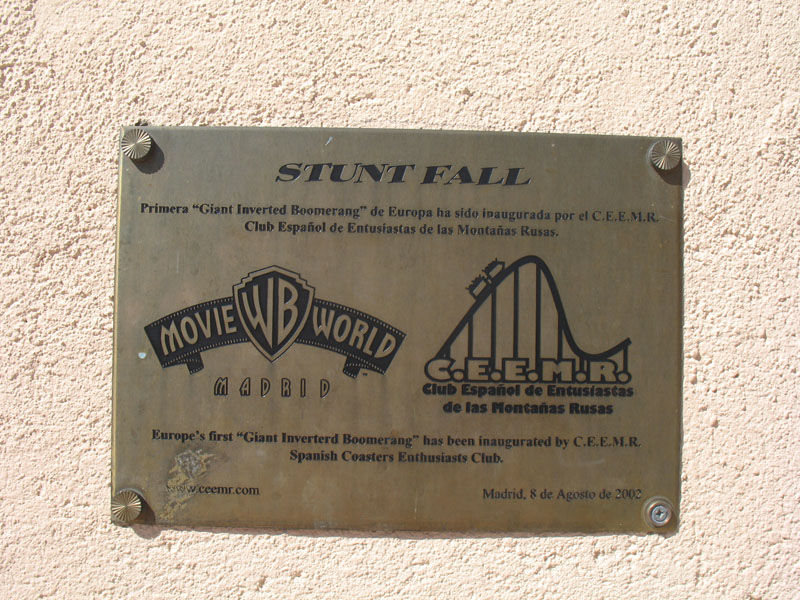 STUNT FALL
Primera “Giant Inverted Boomerang” de Europa ha sido inaugurada por el C.E.E.M.R.
Club Español de Entusiastas de las Montañas Rusas.
MOVIE WB WORLD
MADRID
C.E.E.M.R.
Club Español de Entusiastas
de las Montañas Rusas
Europe's first “Giant Inverterd Boomerang” has been inaugurated by C.E.E.M.R.
Spanish Coasters Enthusiasts Club.
www.ceemr.com
Madrid, 8 de Agosto de 2002